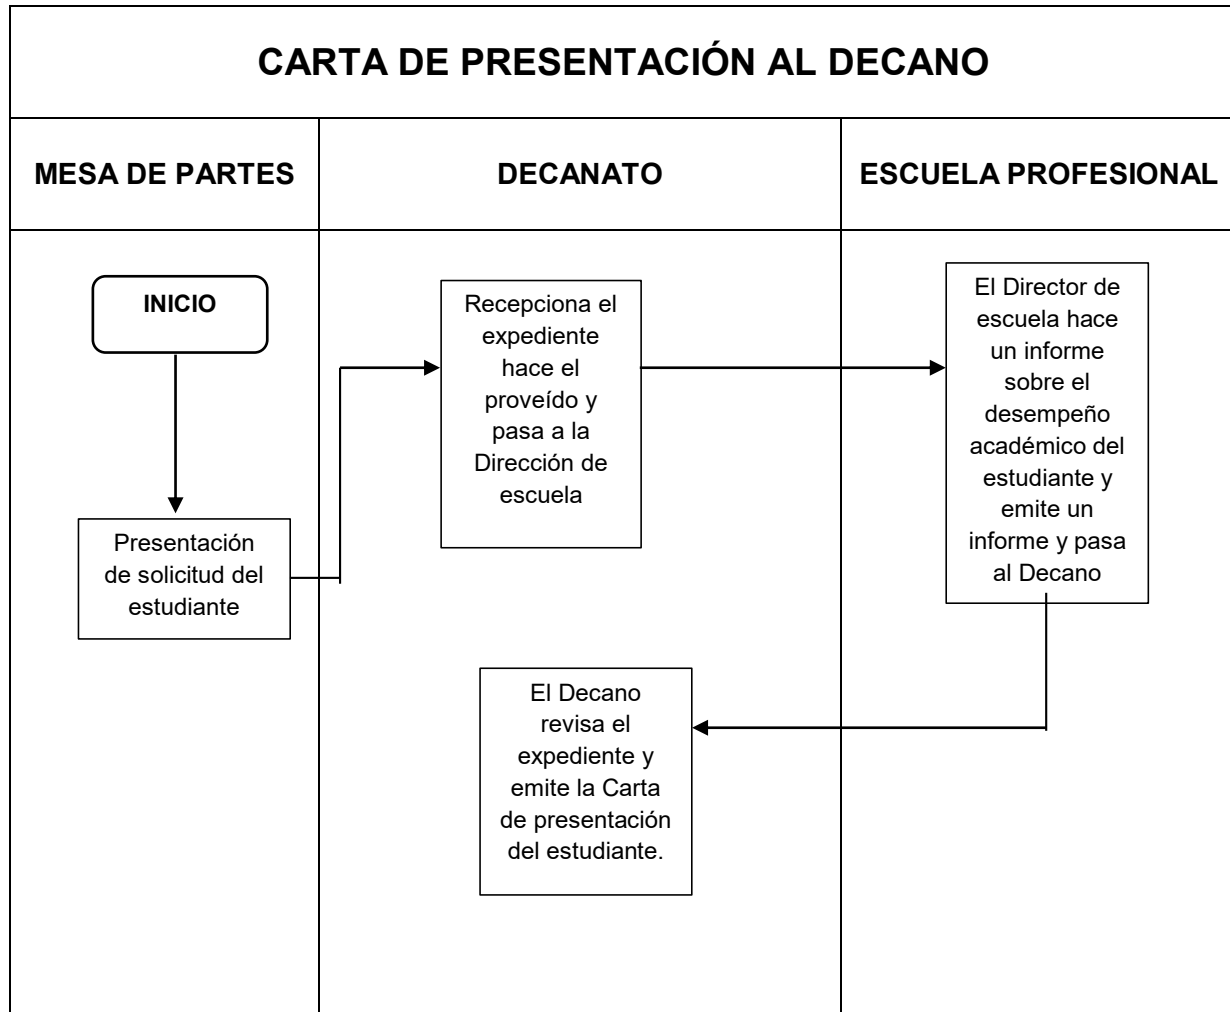 CARTA DE PRESENTACIÓN AL DECANO
MESA DE PARTES
DECANATO
ESCUELA PROFESIONAL
INICIO
Presentación
de solicitud del
estudiante
Recepciona el
expediente
hace el
proveído y
pasa a la
Dirección de
escuela
El Director de
escuela hace
un informe
sobre el
desempeño
académico del
estudiante y
emite un
informe y pasa
al Decano
El Decano
revisa el
expediente y
emite la Carta
de presentación
del estudiante.